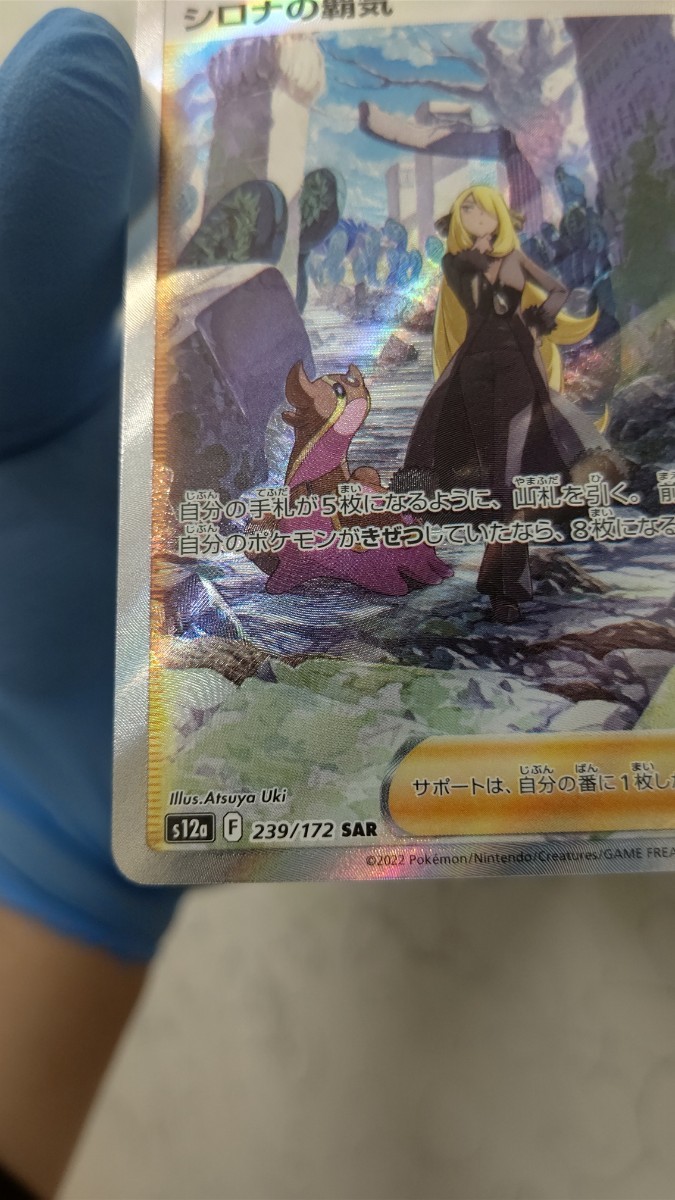 シロナの覇気
自分の手札が5枚になるように、山札を引く。前
自分のポケモンがきぜつしていたなら、8枚になる
サポートは、自分の番に1枚した
Illus.Atsuya Uki
s12a F 239/172 SAR
©2022 Pokémon/Nintendo/Creatures/GAME FREA